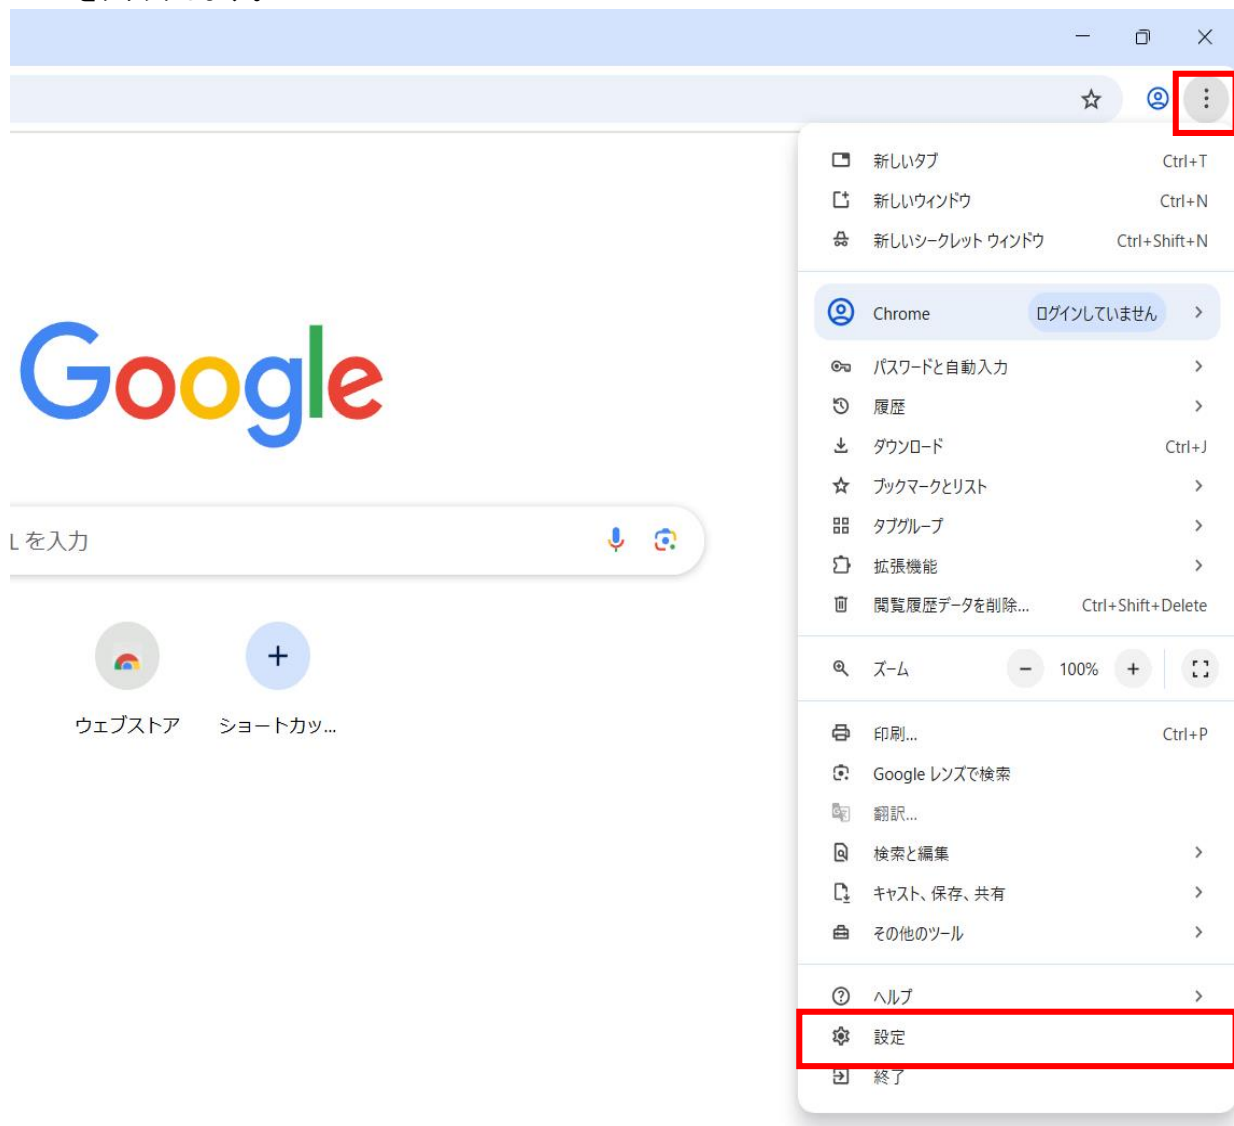 新しいタブ Ctrl+T
新しいウィンドウ Ctrl+N
新しいシークレット ウィンドウ Ctrl+Shift+N
Chrome ログインしていません
Google
パスワードと自動入力
履歴
ダウンロード Ctrl+J
ブックマークとリスト
タブグループ
L を入力
拡張機能
閲覧履歴データを削除... Ctrl+Shift+Delete
ズーム - 100% +
ウェブストア ショートカッ...
印刷... Ctrl+P
Google レンズで検索
翻訳...
検索と編集
キャスト、保存、共有
その他のツール
ヘルプ
設定
終了